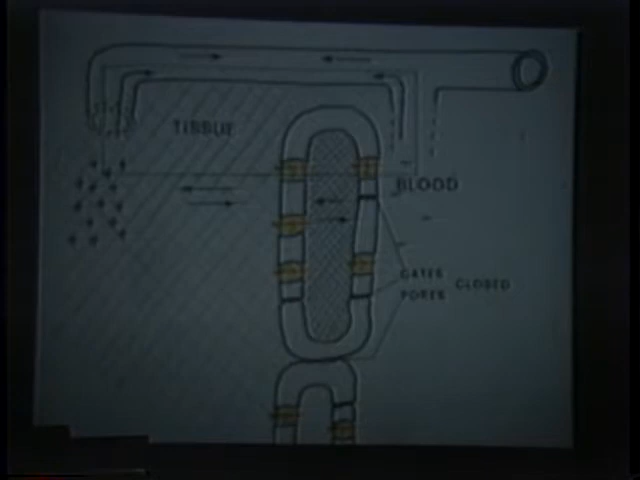 TISSUE
BLOOD
GATES
PORES
CLOSED